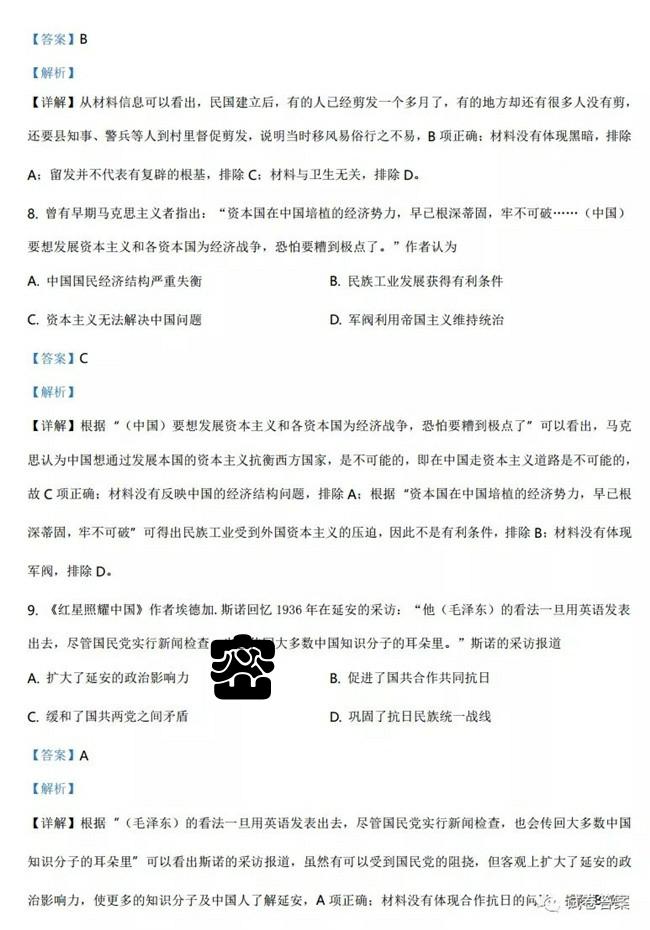 【答案】B
【解析】
【详解】从材料信息可以看出，民国建立后，有的人已经剪发一个多月了，有的地方却还有很多人没有剪，
还要县知事、警兵等人到村里督促剪发，说明当时移风易俗行之不易，B 项正确；材料没有体现黑暗，排除
A；留发并不代表有复辟的根基，排除 C；材料与卫生无关，排除 D。
8. 曾有早期马克思主义者指出：“资本国在中国培植的经济势力，早已根深蒂固，牢不可破……（中国）
要想发展资本主义和各资本国为经济战争，恐怕要糟到极点了。”作者认为
A. 中国国民经济结构严重失衡 B. 民族工业发展获得有利条件
C. 资本主义无法解决中国问题 D. 军阀利用帝国主义维持统治
【答案】C
【解析】
【详解】根据“（中国）要想发展资本主义和各资本国为经济战争，恐怕要糟到极点了”可以看出，马克
思认为中国想通过发展本国的资本主义抗衡西方国家，是不可能的，即在中国走资本主义道路是不可能的，
故 C 项正确；材料没有反映中国的经济结构问题，排除 A；根据“资本国在中国培植的经济势力，早已根
深蒂固，牢不可破”可得出民族工业受到外国资本主义的压迫，因此不是有利条件，排除 B；材料没有体现
军阀，排除 D。
9. 《红星照耀中国》作者埃德加.斯诺回忆 1936 年在延安的采访：“他（毛泽东）的看法一旦用英语发表
出去，尽管国民党实行新闻检查 大多数中国知识分子的耳朵里。”斯诺的采访报道
A. 扩大了延安的政治影响力 B. 促进了国共合作共同抗日
C. 缓和了国共两党之间矛盾 D. 巩固了抗日民族统一战线
【答案】A
【解析】
【详解】根据“（毛泽东）的看法一旦用英语发表出去，尽管国民党实行新闻检查，也会传回大多数中国
知识分子的耳朵里”可以看出斯诺的采访报道，虽然有可以受到国民党的阻挠，但客观上扩大了延安的政
治影响力，使更多的知识分子及中国人了解延安，A 项正确；材料没有体现合作抗日的问
试卷答案